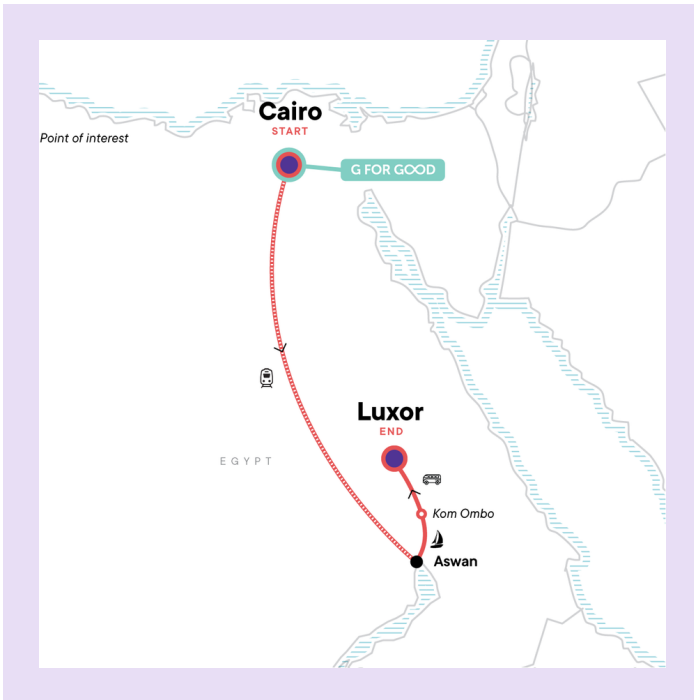 Cairo
START
Point of interest
G FOR GOOD
Luxor
END
EGYPT
Kom Ombo
Aswan